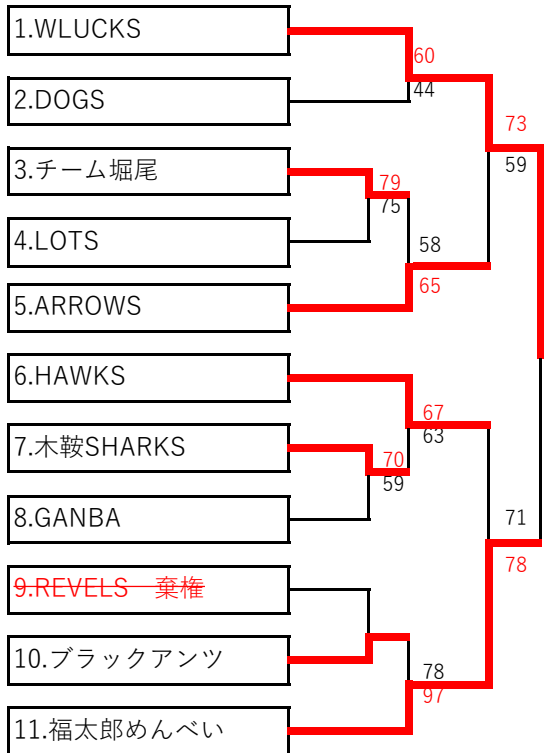 1.WLUCKS
60
44
2.DOGS
73
59
3.チーム堀尾
79
75
4.LOTS
58
65
5.ARROWS
6.HAWKS
67
63
7.木鞍SHARKS
70
59
8.GANBA
71
78
9.REVELS　棄権
10.ブラックアンツ
78
97
11.福太郎めんべい